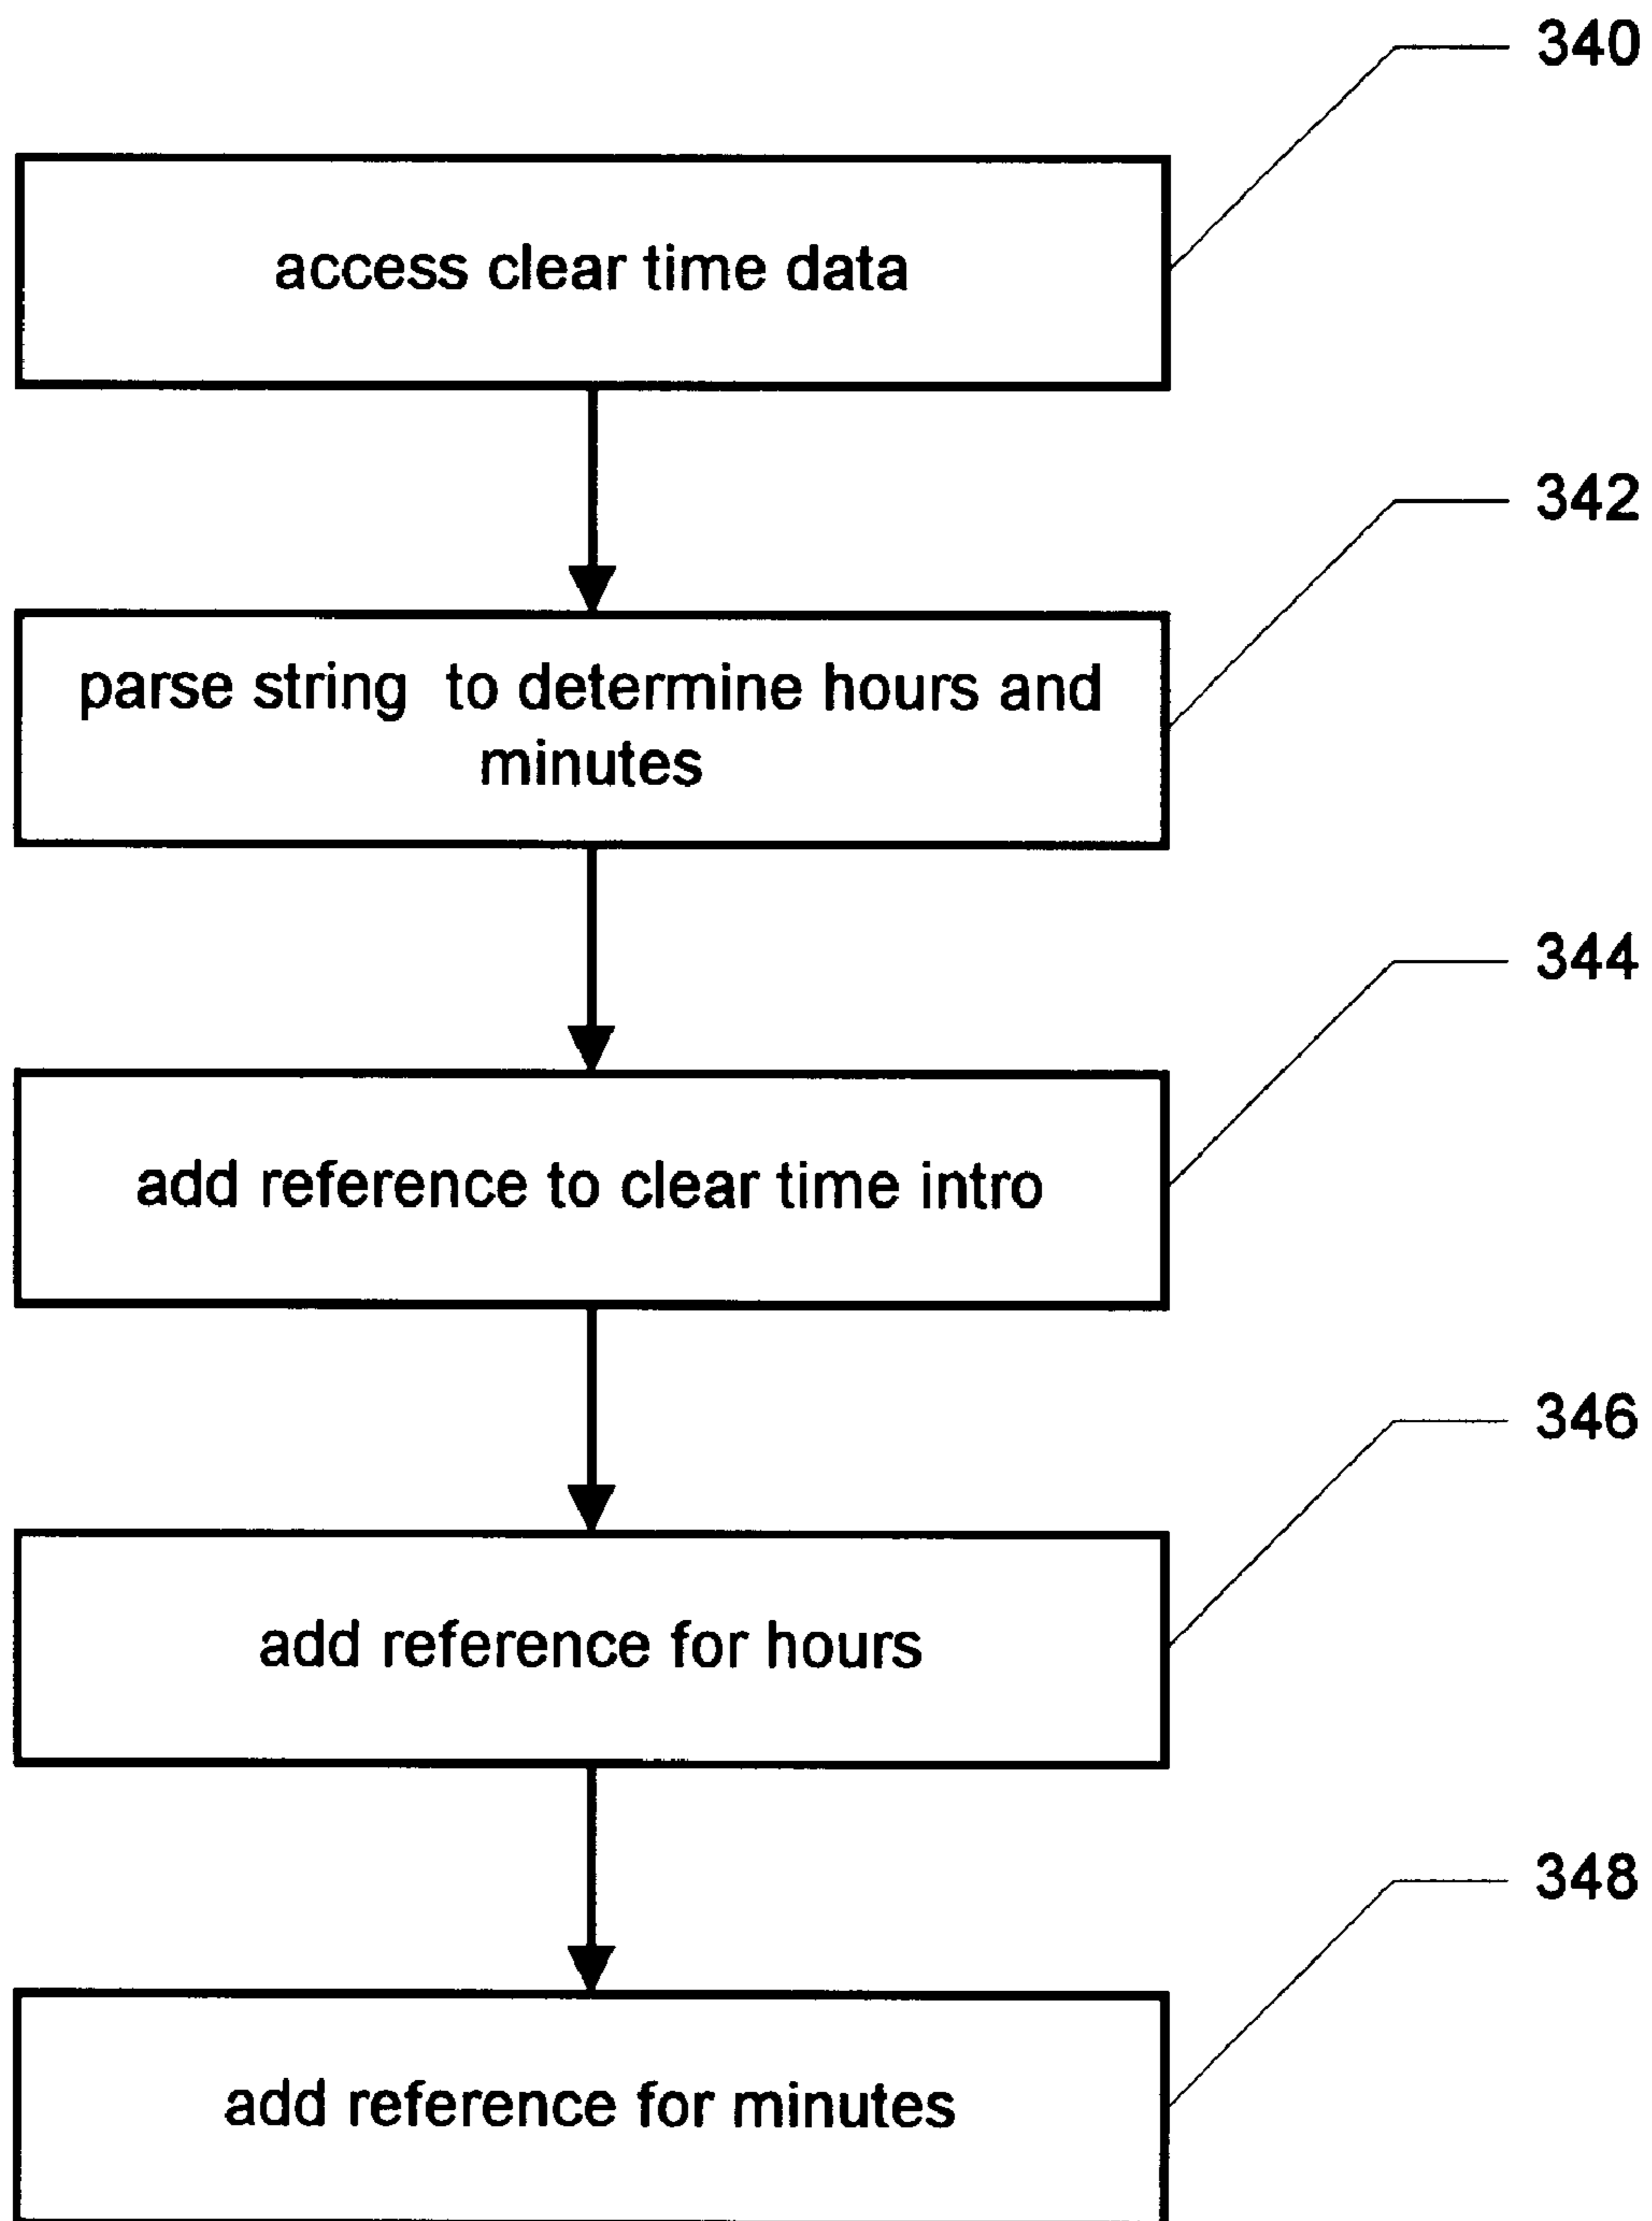 340
access clear time data
342
parse string  to determine hours and
minutes
344
add reference to clear time intro
346
add reference for hours
348
add reference for minutes